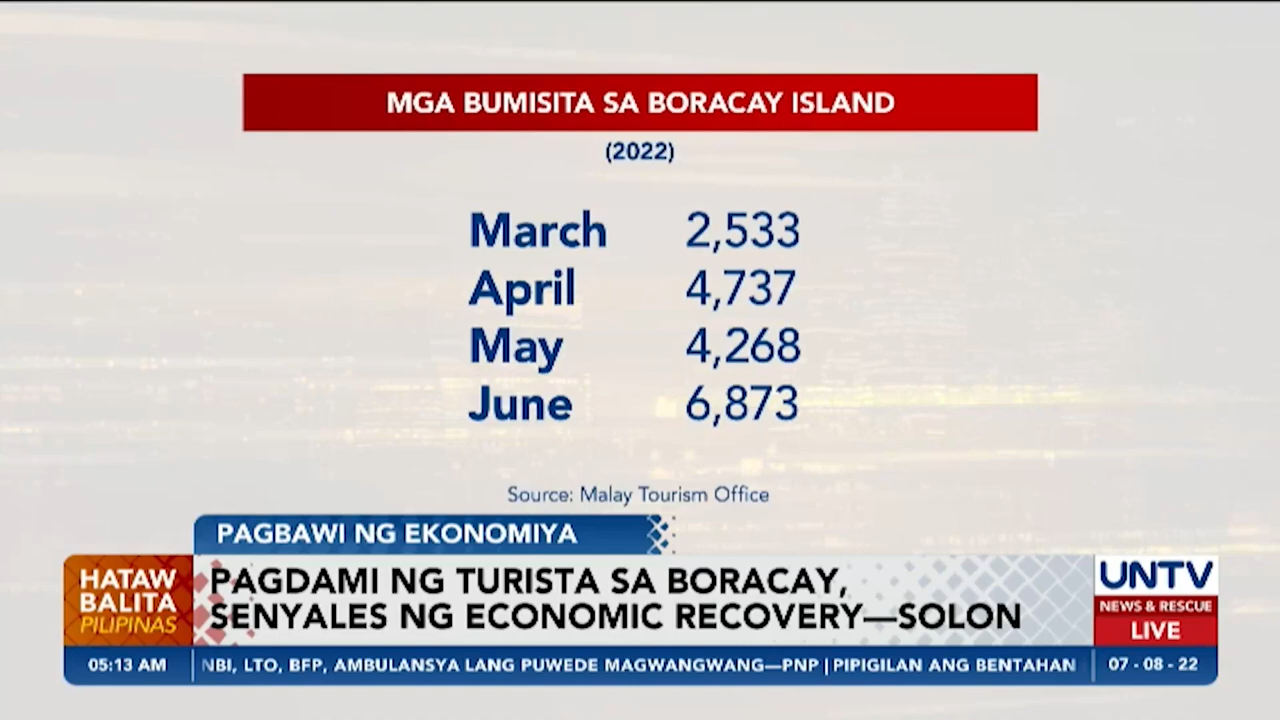 MGA BUMISITA SA BORACAY ISLAND
(2022)
March 2,533
April 4,737
May 4,268
June 6,873
Source: Malay Tourism Office
PAGBAWI NG EKONOMIYA
HATAW
BALITA
PILIPINAS
PAGDAMI NG TURISTA SA BORACAY,
SENYALES NG ECONOMIC RECOVERY—SOLON
UNTV
NEWS & RESCUE
LIVE
05:13 AM
NBI, LTO, BFP, AMBULANSYA LANG PUWEDE MAGWANGWANG—PNP | PIPIGILAN ANG BENTAHAN
07 - 08 - 22